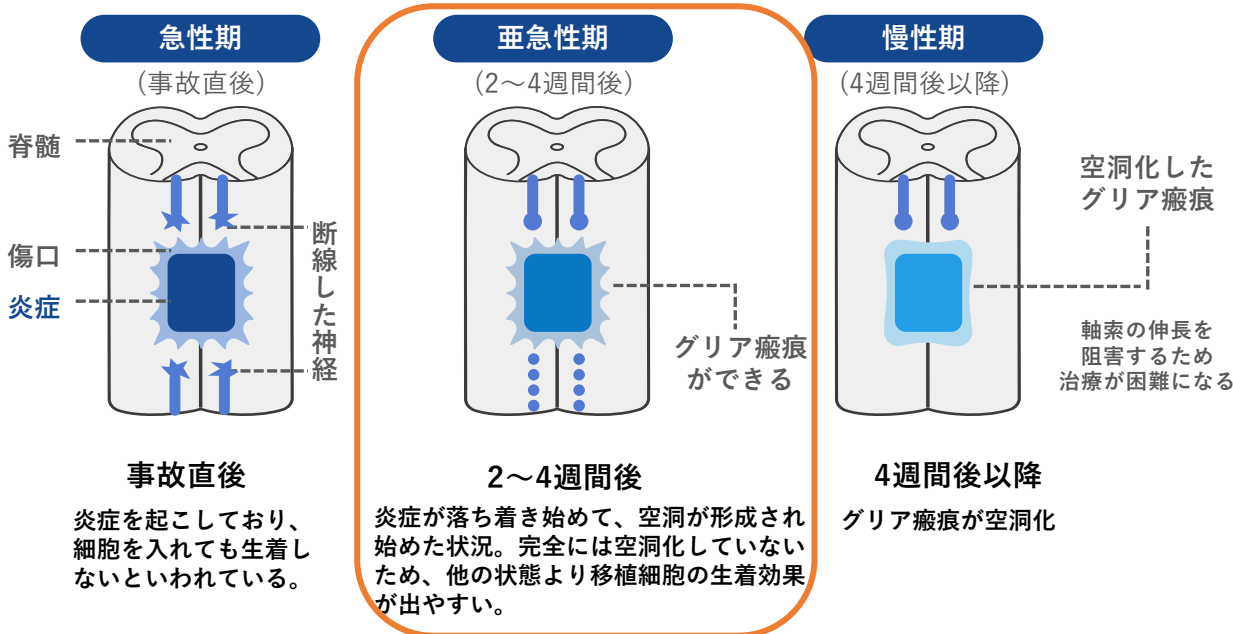 急性期
(事故直後)
脊髄
傷口
炎症
断線した神経
事故直後
炎症を起こしており、
細胞を入れても生着し
ないといわれている。
亜急性期
(2～4週間後)
グリア瘢痕
ができる
2～4週間後
炎症が落ち着き始めて、空洞が形成され
始めた状況。完全には空洞化していない
ため、他の状態より移植細胞の生着効果
が出やすい。
慢性期
(4週間後以降)
空洞化した
グリア瘢痕
軸索の伸長を
阻害するため
治療が困難になる
4週間後以降
グリア瘢痕が空洞化